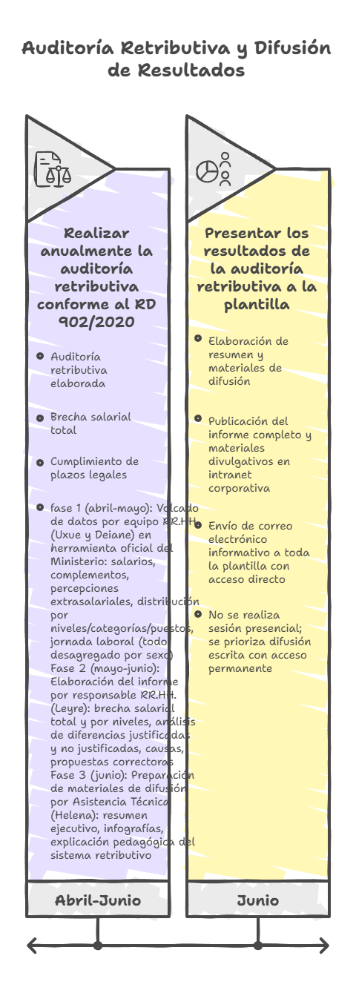 Auditoría Retributiva y Difusión
de Resultados
Realizar
anualmente la
auditoría
retributiva
conforme al RD
902/2020
Auditoría
retributiva
elaborada
Brecha salarial
total
Cumplimiento de
plazos legales
fase 1 (abril-mayo): Volcado
de datos por equipo RR.HH.
(Uxue y Deiane) en
herramienta oficial del
Ministerio: salarios,
complementos,
percepciones
extrasalariales, distribución
por
niveles/categorías/puestos,
jornada laboral (todo
desagregado por sexo)
Fase 2 (mayo-junio):
Elaboración del informe
por responsable RR.HH.
(Leyre): brecha salarial
total y por niveles, análisis
de diferencias justificadas
y no justificadas, causas,
propuestas correctoras
Fase 3 (junio): Preparación
de materiales de difusión
por Asistencia Técnica
(Helena): resumen
ejecutivo, infografías,
explicación pedagógica del
sistema retributivo
Abril-Junio
Presentar los
resultados de
la auditoría
retributiva a la
plantilla
Elaboración de
resumen y
materiales de
difusión
Publicación del
informe completo y
materiales
divulgativos en
intranet
corporativa
Envío de correo
electrónico
informativo a toda
la plantilla con
acceso directo
No se realiza
sesión presencial;
se prioriza difusión
escrita con acceso
permanente
Junio